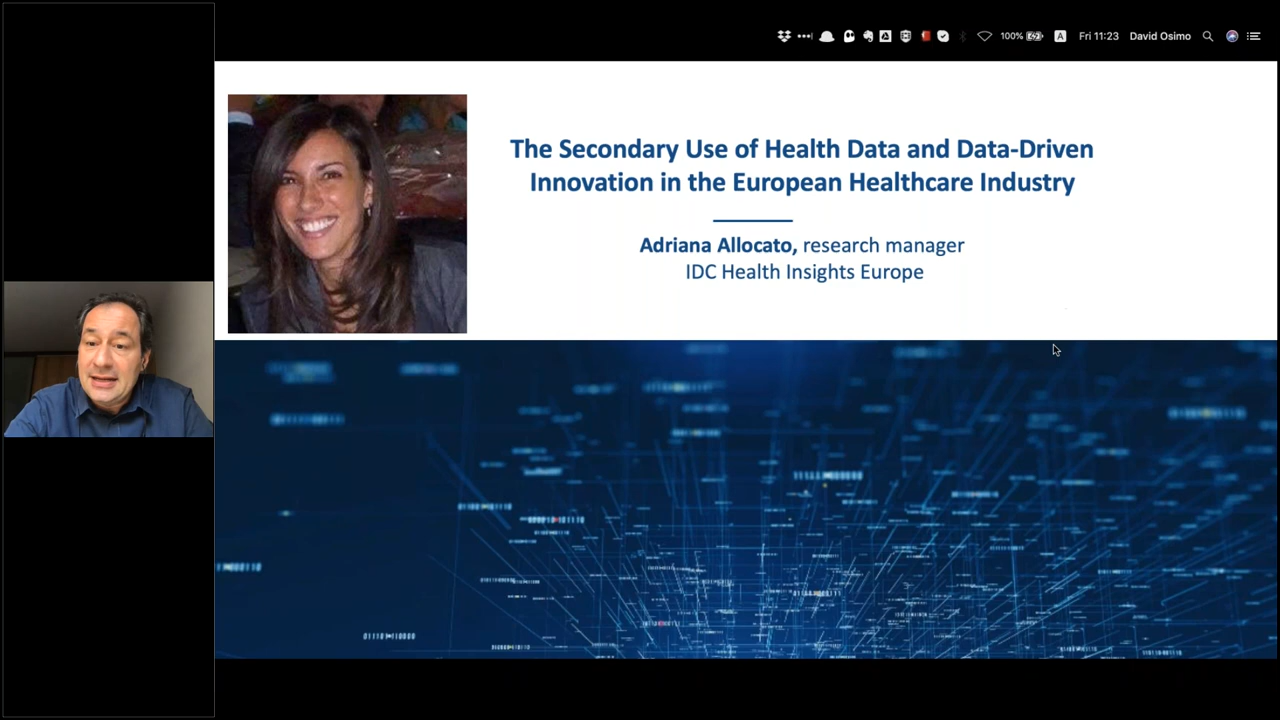 100%
A
Fri 11:23
David Osimo
The Secondary Use of Health Data and Data-Driven
Innovation in the European Healthcare Industry
Adriana Allocato, research manager
IDC Health Insights Europe